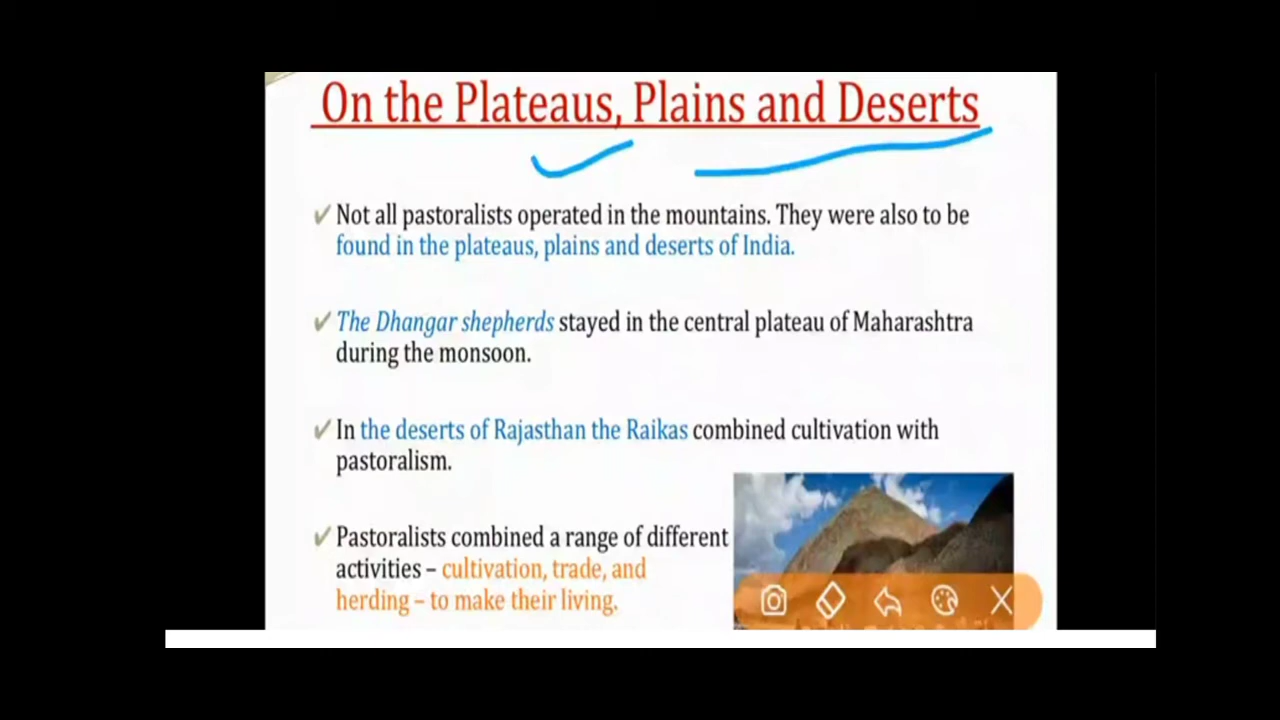 On the Plateaus, Plains and Deserts
Not all pastoralists operated in the mountains. They were also to be
found in the plateaus, plains and deserts of India.
The Dhangar shepherds stayed in the central plateau of Maharashtra
during the monsoon.
In the deserts of Rajasthan the Raikas combined cultivation with
pastoralism.
Pastoralists combined a range of different
activities – cultivation, trade, and
herding – to make their living.